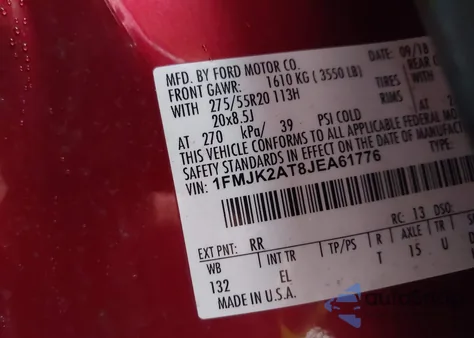 MFD. BY FORD MOTOR CO.
DATE: 09/18
FRONT GAWR: 1610 KG ( 3550 LB)
REAR
WITH 275/55R20 113H
TIRES WITH
20x8.5J
RIMS
AT 270 kPa/ 39 PSI COLD
AT
THIS VEHICLE CONFORMS TO ALL APPLICABLE FEDERAL
SAFETY STANDARDS IN EFFECT ON THE DATE OF
VIN: 1FMJK2AT8JEA61776
TYPE:
RC: 13 DSO:
EXT PNT: RR
WB INT TR TP/PS R AXLE TR
132 EL T 15 U
MADE IN U.S.A.